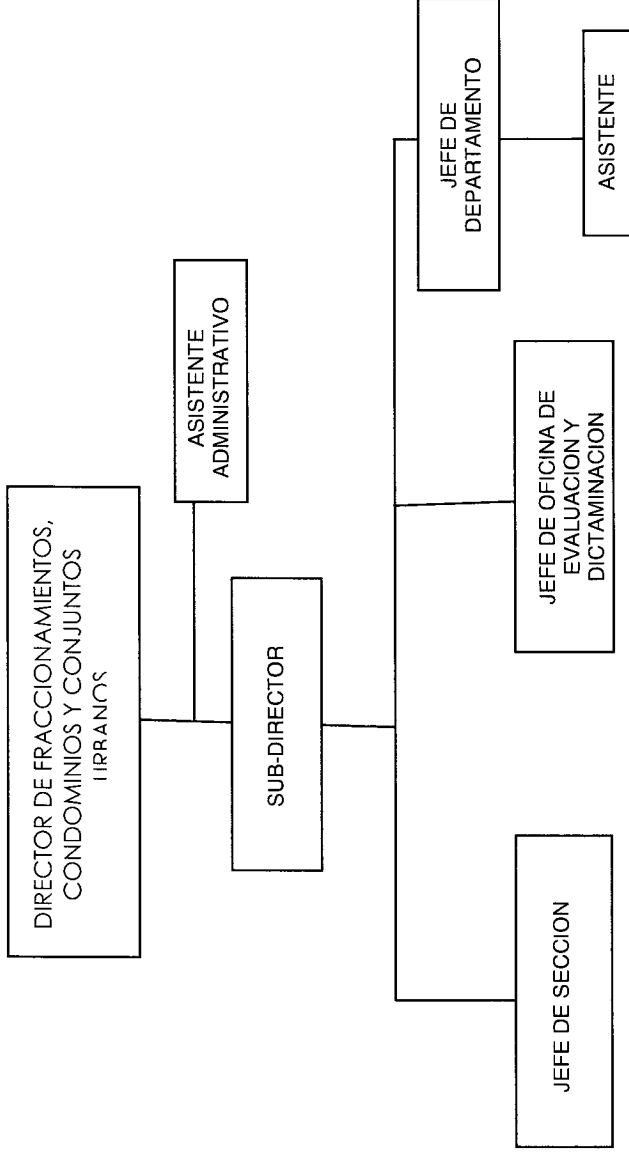 DIRECTOR DE FRACCIONAMIENTOS,
CONDOMINIOS Y CONJUNTOS
URBANOS
ASISTENTE
ADMINISTRATIVO
SUB-DIRECTOR
JEFE DE SECCION
JEFE DE OFICINA DE
EVALUACION Y
DICTAMINACION
JEFE DE
DEPARTAMENTO
ASISTENTE